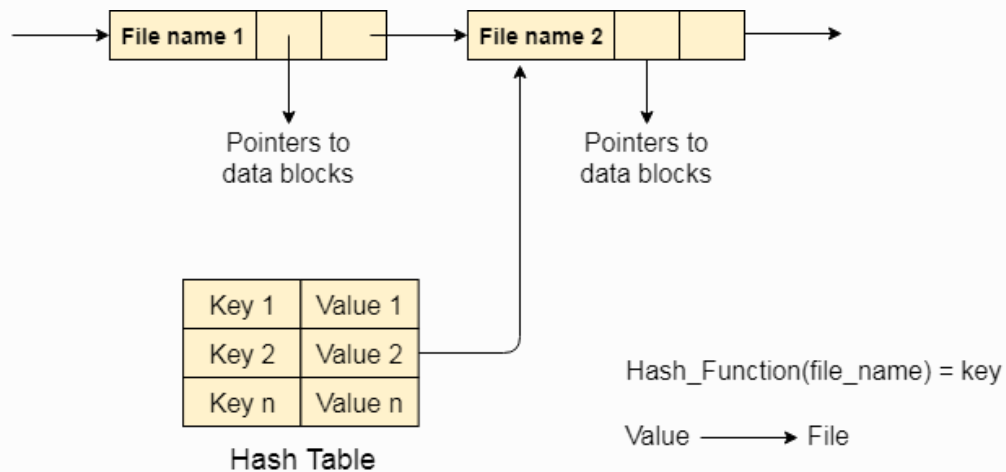 File name 1
File name 2
Pointers to
data blocks
Pointers to
data blocks
Key 1 Value 1
Key 2 Value 2
Key n Value n
Hash Table
Hash_Function(file_name) = key
Value File